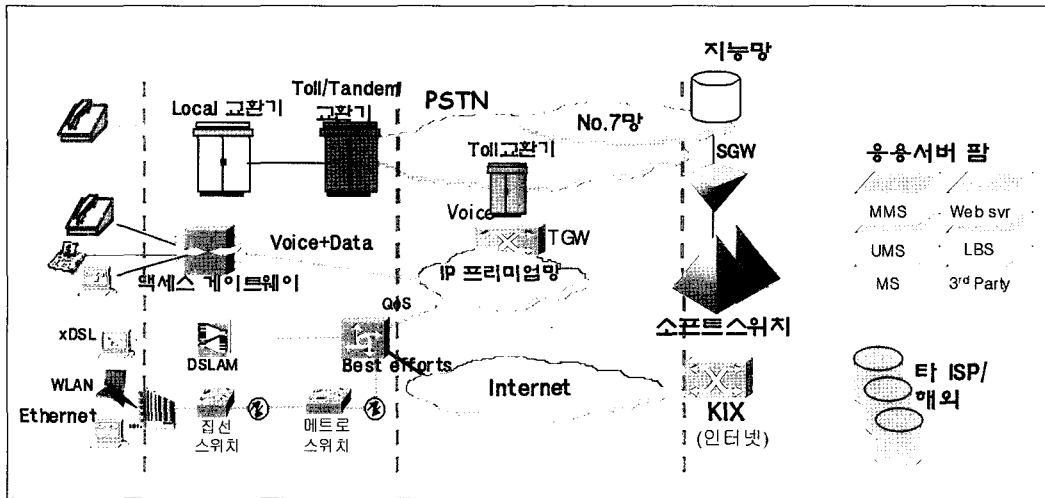 지능망
Toll/Tandem
교환기
Local 교환기
PSTN
No.7망
SGW
Toll교환기
응용서버 팜
MMS
Web svr
Voice
TGW
Voice+Data
UMS
LBS
액세스 게이트웨이
IP 프리미엄망
MS
3rd Party
QoS
소프트스위치
xDSL
DSLAM
Best efforts
Internet
타 ISP/
해외
WLAN
Ethernet
KIX
(인터넷)
집선
스위치
메트로
스위치